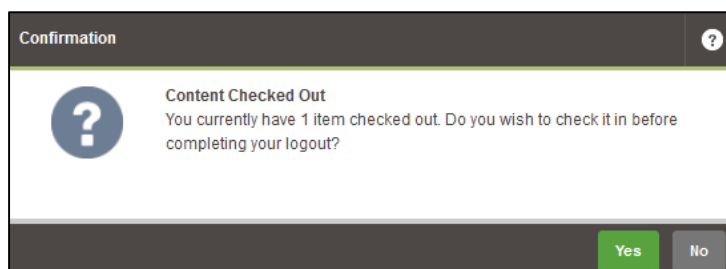 Confirmation
?
?
Content Checked Out
You currently have 1 item checked out. Do you wish to check it in before
completing your logout?
Yes
No